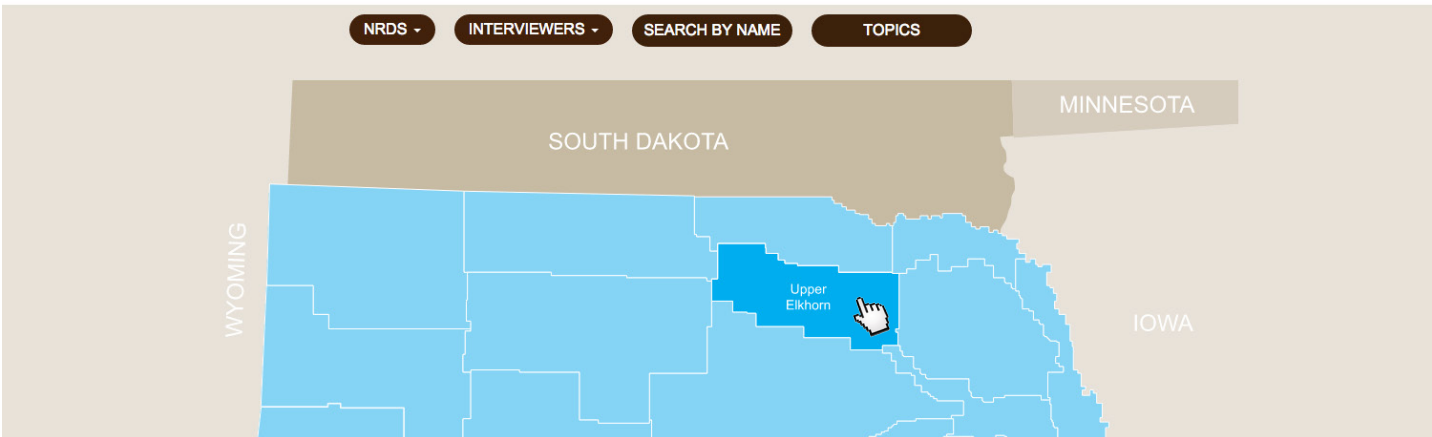 NRDS
INTERVIEWERS
SEARCH BY NAME
TOPICS
MINNESOTA
SOUTH DAKOTA
WYOMING
Upper
Elkhorn
IOWA